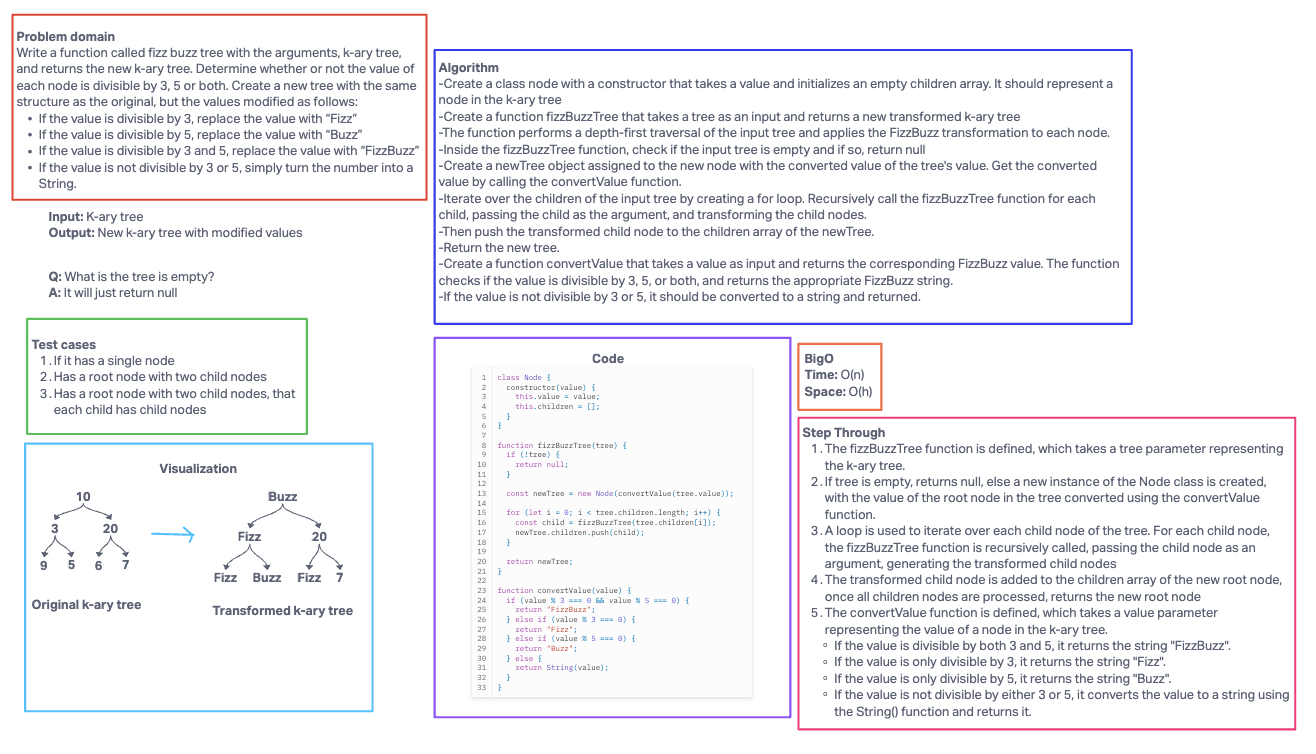 Problem domain
Write a function called fizz buzz tree with the arguments, k-ary tree,
and returns the new k-ary tree. Determine whether or not the value of
each node is divisible by 3, 5 or both. Create a new tree with the same
structure as the original, but the values modified as follows:
• If the value is divisible by 3, replace the value with “Fizz”
• If the value is divisible by 5, replace the value with “Buzz”
• If the value is divisible by 3 and 5, replace the value with “FizzBuzz”
• If the value is not divisible by 3 or 5, simply turn the number into a
String.
Input: K-ary tree
Output: New k-ary tree with modified values
Q: What is the tree is empty?
A: It will just return null
Test cases
1. If it has a single node
2. Has a root node with two child nodes
3. Has a root node with two child nodes, that
each child has child nodes
Visualization
10
3 20
9 5 6 7
Original k-ary tree
Buzz
Fizz 20
Fizz Buzz Fizz 7
Transformed k-ary tree
Algorithm
-Create a class node with a constructor that takes a value and initializes an empty children array. It should represent a
node in the k-ary tree
-Create a function fizzBuzzTree that takes a tree as an input and returns a new transformed k-ary tree
-The function performs a depth-first traversal of the input tree and applies the FizzBuzz transformation to each node.
-Inside the fizzBuzzTree function, check if the input tree is empty and if so, return null
-Create a newTree object assigned to the new node with the converted value of the tree's value. Get the converted
value by calling the convertValue function.
-Iterate over the children of the input tree by creating a for loop. Recursively call the fizzBuzzTree function for each
child, passing the child as the argument, and transforming the child nodes.
-Then push the transformed child node to the children array of the newTree.
-Return the new tree.
-Create a function convertValue that takes a value as input and returns the corresponding FizzBuzz value. The function
checks if the value is divisible by 3, 5, or both, and returns the appropriate FizzBuzz string.
-If the value is not divisible by 3 or 5, it should be converted to a string and returned.
Code
1 class Node {
2 constructor(value) {
3 this.value = value;
4 this.children = [];
5 }
6 }
7
8 function fizzBuzzTree(tree) {
9 if (!tree) {
10 return null;
11 }
12
13 const newTree = new Node(convertValue(tree.value));
14
15 for (let i = 0; i < tree.children.length; i++) {
16 const child = fizzBuzzTree(tree.children[i]);
17 newTree.children.push(child);
18 }
19
20 return newTree;
21 }
22
23 function convertValue(value) {
24 if (value % 3 === 0 && value % 5 === 0) {
25 return "FizzBuzz";
26 } else if (value % 3 === 0) {
27 return "Fizz";
28 } else if (value % 5 === 0) {
29 return "Buzz";
30 } else {
31 return String(value);
32 }
33 }
BigO
Time: O(n)
Space: O(h)
Step Through
1. The fizzBuzzTree function is defined, which takes a tree parameter representing
the k-ary tree.
2. If tree is empty, returns null, else a new instance of the Node class is created,
with the value of the root node in the tree converted using the convertValue
function.
3. A loop is used to iterate over each child node of the tree. For each child node,
the fizzBuzzTree function is recursively called, passing the child node as an
argument, generating the transformed child nodes
4. The transformed child node is added to the children array of the new root node,
once all children nodes are processed, returns the new root node
5. The convertValue function is defined, which takes a value parameter
representing the value of a node in the k-ary tree.
◦ If the value is divisible by both 3 and 5, it returns the string "FizzBuzz".
◦ If the value is only divisible by 3, it returns the string "Fizz".
◦ If the value is only divisible by 5, it returns the string "Buzz".
◦ If the value is not divisible by either 3 or 5, it converts the value to a string using
the String() function and returns it.